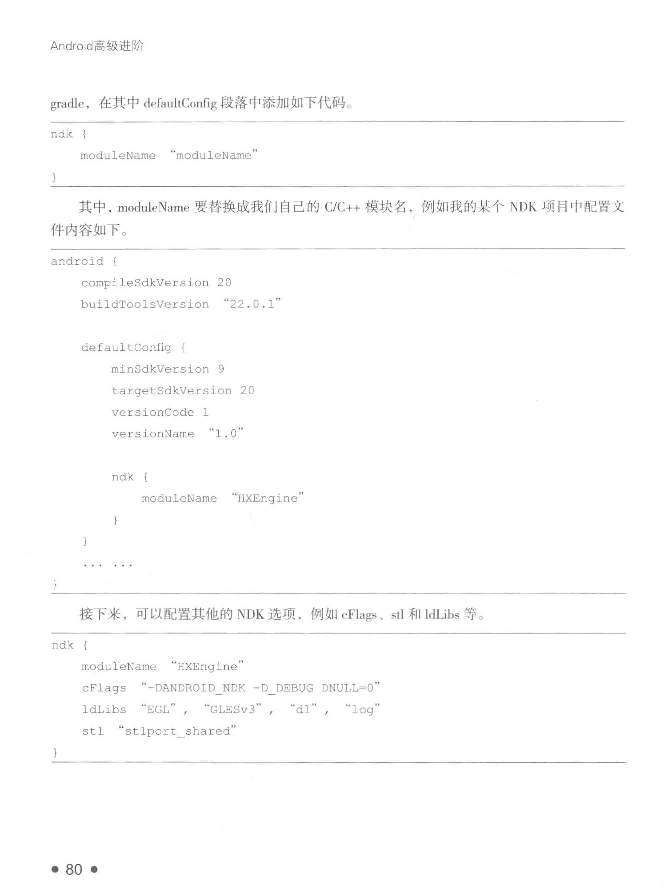 Android高级进阶
gradle，在其中 defaultConfig 段落中添加如下代码。
ndk {
moduleName “moduleName”
}
其中，moduleName 要替换成我们自己的 C/C++ 模块名，例如我的某个 NDK 项目中配置文
件内容如下。
android {
compileSdkVersion 20
buildToolsVersion “22.0.1”
defaultConfig {
minSdkVersion 9
targetSdkVersion 20
versionCode 1
versionName “1.0”
ndk {
moduleName “HXEngine”
}
}
... ...
}
接下来，可以配置其他的 NDK 选项，例如 cFlags、stl 和 ldLibs 等。
ndk {
moduleName “HXEngine”
cFlags “-DANDROID_NDK -D_DEBUG DNULL=0”
ldLibs “EGL”, “GLESv3”, “dl”, “log”
stl “stlport_shared”
}
● 80 ●